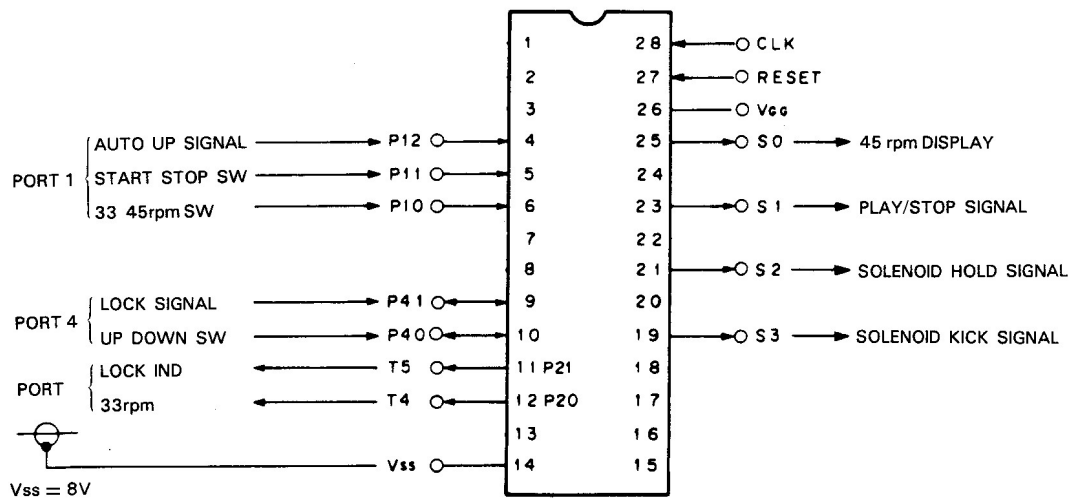 1 28 CLK
2 27 RESET
3 26 VGG
AUTO UP SIGNAL P12 4 25 S0 45 rpm DISPLAY
PORT 1 START STOP SW P11 5 24
33 45rpm SW P10 6 23 S1 PLAY/STOP SIGNAL
7 22
8 21 S2 SOLENOID HOLD SIGNAL
PORT 4 LOCK SIGNAL P41 9 20
UP DOWN SW P40 10 19 S3 SOLENOID KICK SIGNAL
PORT LOCK IND T5 11 P21 18
33rpm T4 12 P20 17
13 16
Vss 14 15
Vss = 8V